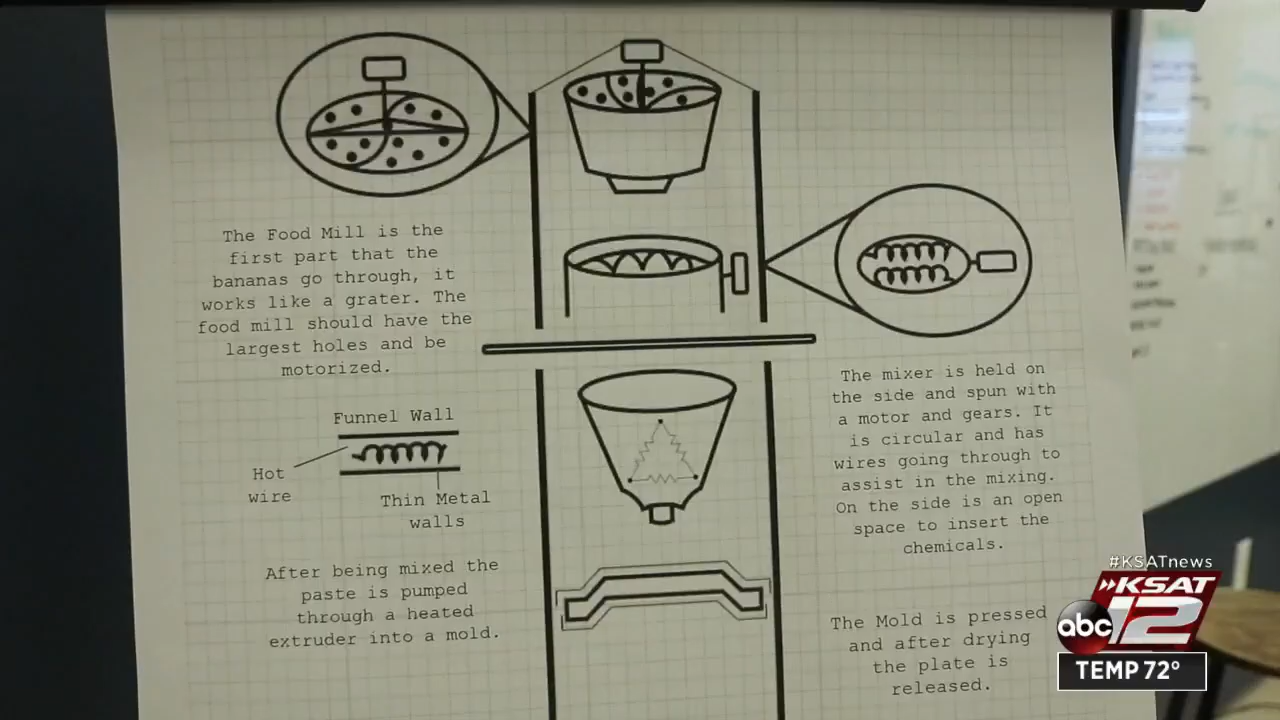 The Food Mill is the
first part that the
bananas go through, it
works like a grater. The
food mill should have the
largest holes and be
motorized.
Funnel Wall
Hot
wire
Thin Metal
walls
After being mixed the
paste is pumped
through a heated
extruder into a mold.
The mixer is held on
the side and spun with
a motor and gears. It
is circular and has
wires going through to
assist in the mixing.
On the side is an open
space to insert the
chemicals.
The Mold is pressed
and after drying
the plate is
released.
#KSATnews
KSAT
abc 12
TEMP 72°